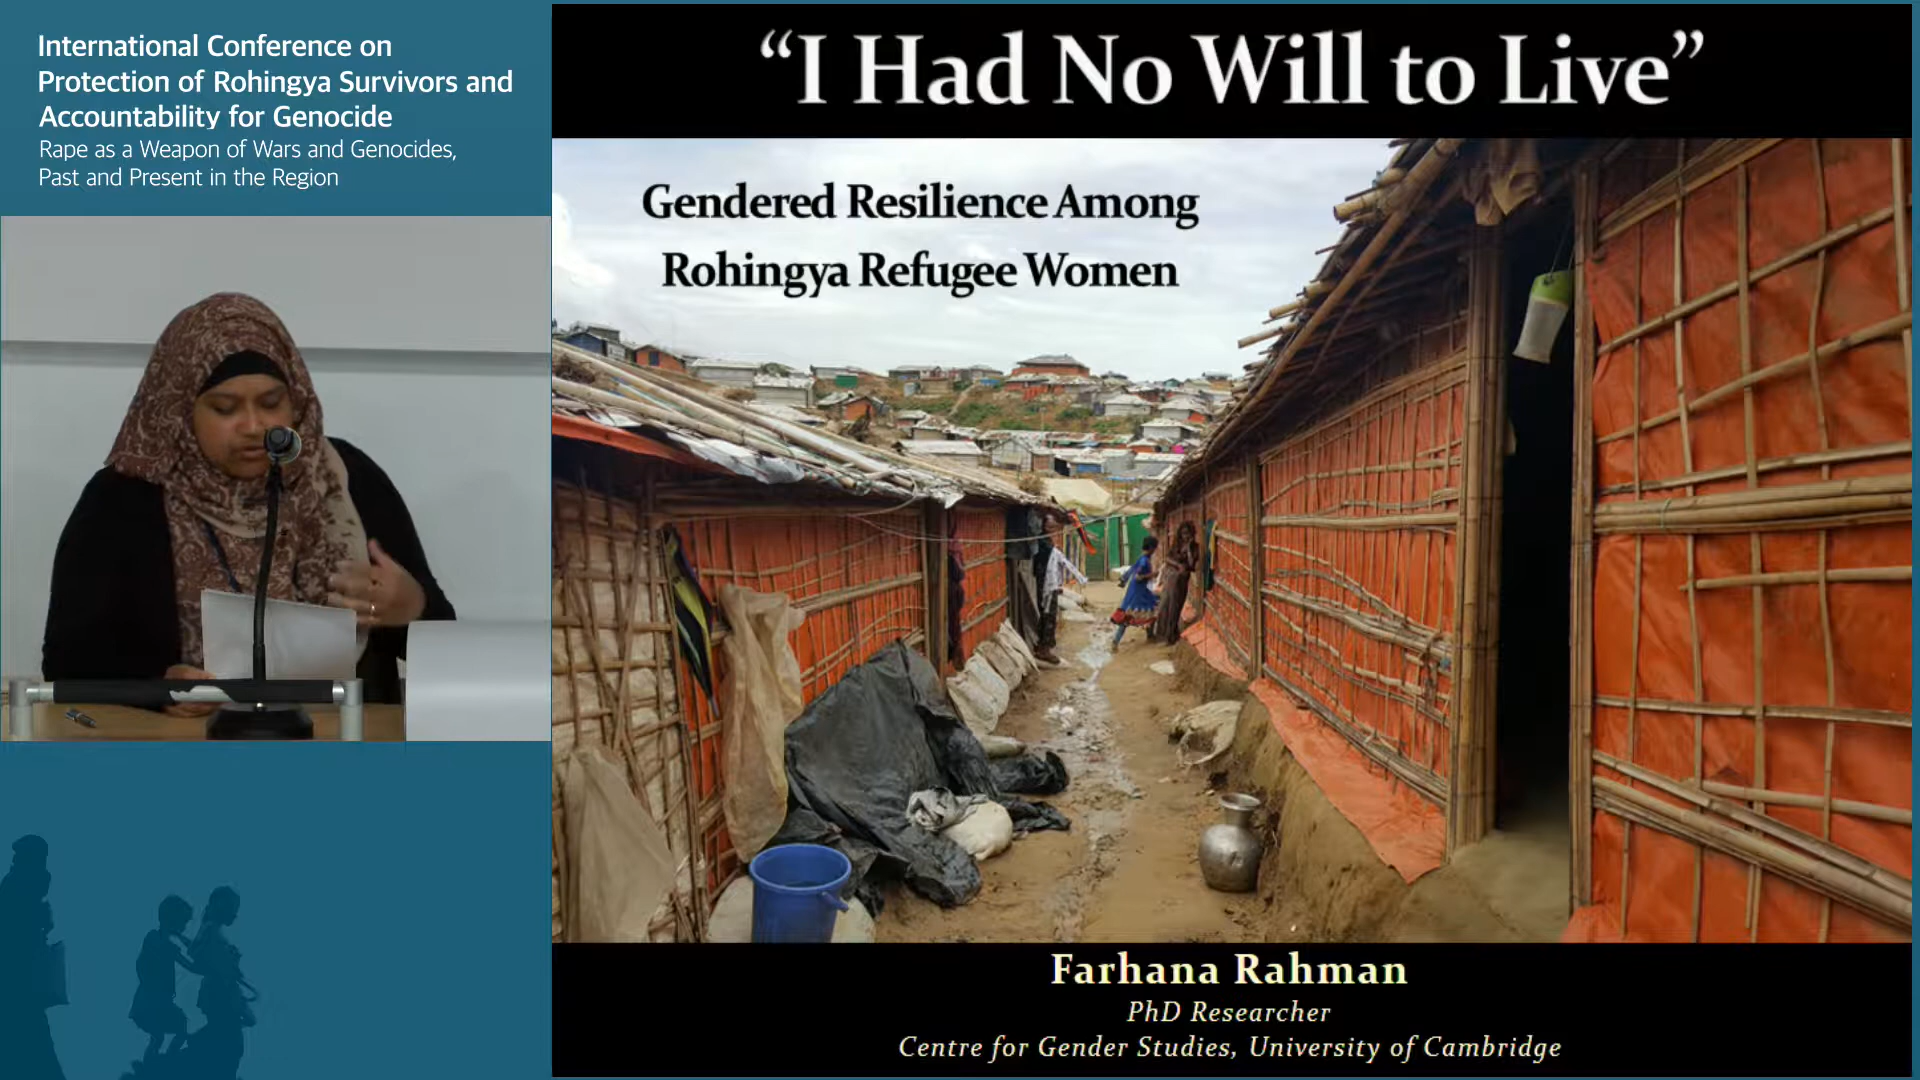 International Conference on
Protection of Rohingya Survivors and
Accountability for Genocide
Rape as a Weapon of Wars and Genocides,
Past and Present in the Region
“I Had No Will to Live”
Gendered Resilience Among
Rohingya Refugee Women
Farhana Rahman
PhD Researcher
Centre for Gender Studies, University of Cambridge